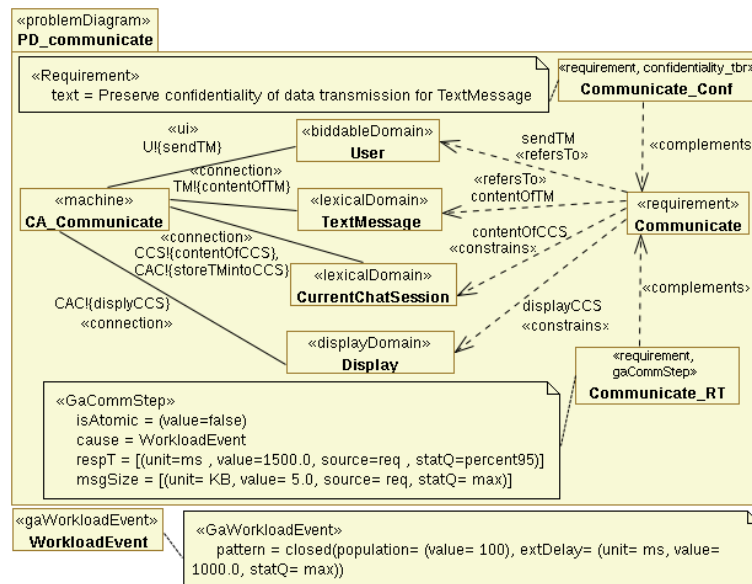 «problemDiagram»
PD_communicate
«Requirement»
text = Preserve confidentiality of data transmission for TextMessage
«requirement, confidentiality_tbr»
Communicate_Conf
«ui»
U!{sendTM}
«biddableDomain»
User
sendTM
«refersTo»
«complements»
«connection»
TM!{contentOfTM}
«machine»
CA_Communicate
«lexicalDomain»
TextMessage
«refersTo»
contentOfTM
«requirement»
Communicate
«connection»
CCS!{contentOfCCS},
CAC!{storeTMintoCCS}
«lexicalDomain»
CurrentChatSession
contentOfCCS
«constrains»
«complements»
CAC!{displyCCS}
«connection»
«displayDomain»
Display
displayCCS
«constrains»
«requirement,
gaCommStep»
Communicate_RT
«GaCommStep»
isAtomic = (value=false)
cause = WorkloadEvent
respT = [(unit=ms , value=1500.0, source=req , statQ=percent95)]
msgSize = [(unit= KB, value= 5.0, source= req, statQ= max)]
«gaWorkloadEvent»
WorkloadEvent
«GaWorkloadEvent»
pattern = closed(population= (value= 100), extDelay= (unit= ms, value=
1000.0, statQ= max))